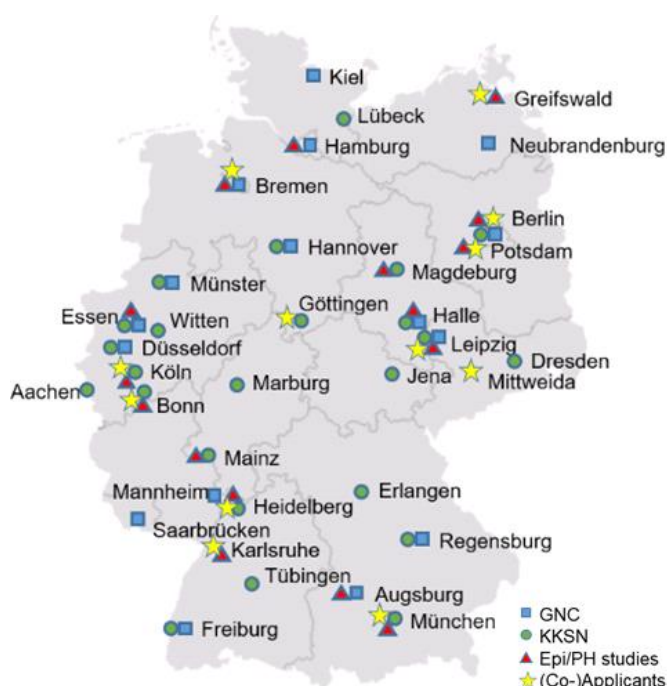 Kiel
Greifswald
Lübeck
Hamburg
Neubrandenburg
Bremen
Berlin
Hannover
Potsdam
Magdeburg
Münster
Göttingen
Essen
Witten
Halle
Düsseldorf
Leipzig
Köln
Dresden
Aachen
Marburg
Jena
Mittweida
Bonn
Mainz
Mannheim
Erlangen
Heidelberg
Saarbrücken
Regensburg
Karlsruhe
Tübingen
Augsburg
GNC
München
Freiburg
KKSN
Epi/PH studies
(Co-)Applicants